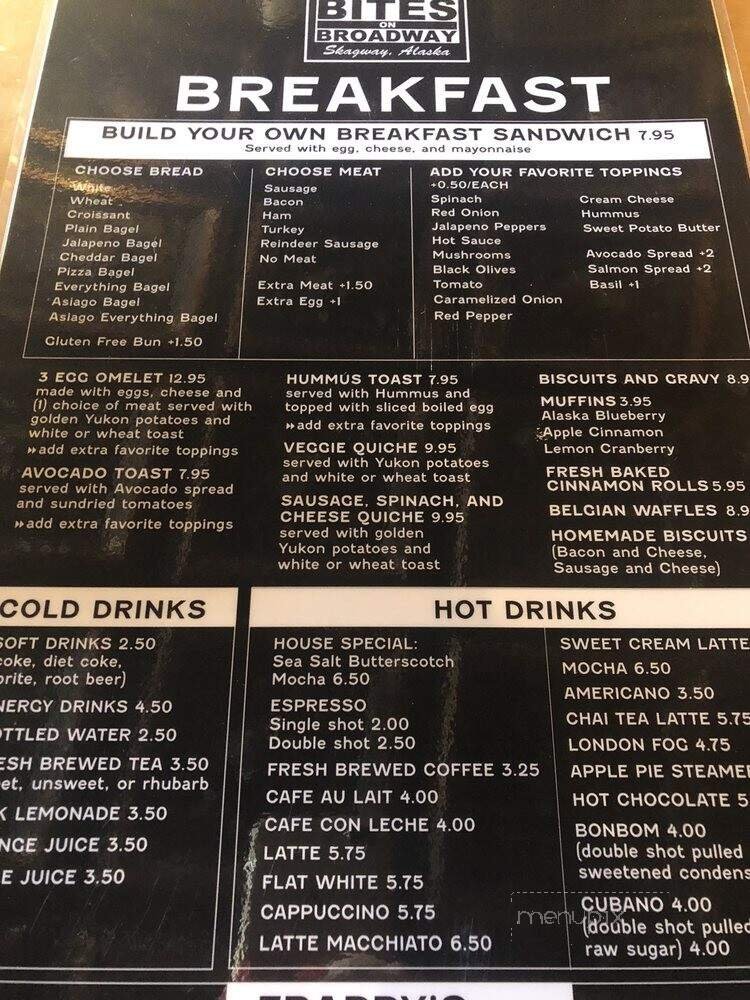 BITES
ON
BROADWAY
Skagway, Alaska
BREAKFAST
BUILD YOUR OWN BREAKFAST SANDWICH 7.95
Served with egg, cheese, and mayonnaise
CHOOSE BREAD
White
Wheat
Croissant
Plain Bagel
Jalapeno Bagel
Cheddar Bagel
Pizza Bagel
Everything Bagel
Asiago Bagel
Asiago Everything Bagel
Gluten Free Bun +1.50
CHOOSE MEAT
Sausage
Bacon
Ham
Turkey
Reindeer Sausage
No Meat
Extra Meat +1.50
Extra Egg +1
ADD YOUR FAVORITE TOPPINGS
+0.50/EACH
Spinach
Red Onion
Jalapeno Peppers
Hot Sauce
Mushrooms
Black Olives
Tomato
Caramelized Onion
Red Pepper
Cream Cheese
Hummus
Sweet Potato Butter
Avocado Spread +2
Salmon Spread +2
Basil +1
3 EGG OMELET 12.95
made with eggs, cheese and
(1) choice of meat served with
golden Yukon potatoes and
white or wheat toast
»add extra favorite toppings
AVOCADO TOAST 7.95
served with Avocado spread
and sundried tomatoes
»add extra favorite toppings
HUMMUS TOAST 7.95
served with Hummus and
topped with sliced boiled egg
»add extra favorite toppings
VEGGIE QUICHE 9.95
served with Yukon potatoes
and white or wheat toast
SAUSAGE, SPINACH, AND
CHEESE QUICHE 9.95
served with golden
Yukon potatoes and
white or wheat toast
BISCUITS AND GRAVY 8.9
MUFFINS 3.95
Alaska Blueberry
Apple Cinnamon
Lemon Cranberry
FRESH BAKED
CINNAMON ROLLS 5.95
BELGIAN WAFFLES 8.9
HOMEMADE BISCUITS
(Bacon and Cheese,
Sausage and Cheese)
COLD DRINKS
SOFT DRINKS 2.50
coke, diet coke,
prite, root beer)
NERGY DRINKS 4.50
OTTLED WATER 2.50
ESH BREWED TEA 3.50
eet, unsweet, or rhubarb
K LEMONADE 3.50
NGE JUICE 3.50
E JUICE 3.50
HOT DRINKS
HOUSE SPECIAL:
Sea Salt Butterscotch
Mocha 6.50
ESPRESSO
Single shot 2.00
Double shot 2.50
FRESH BREWED COFFEE 3.25
CAFE AU LAIT 4.00
CAFE CON LECHE 4.00
LATTE 5.75
FLAT WHITE 5.75
CAPPUCCINO 5.75
LATTE MACCHIATO 6.50
SWEET CREAM LATTE
MOCHA 6.50
AMERICANO 3.50
CHAI TEA LATTE 5.75
LONDON FOG 4.75
APPLE PIE STEAMER
HOT CHOCOLATE 5
BONBOM 4.00
(double shot pulled
sweetened condens
CUBANO 4.00
(double shot pulled
raw sugar) 4.00
menupix